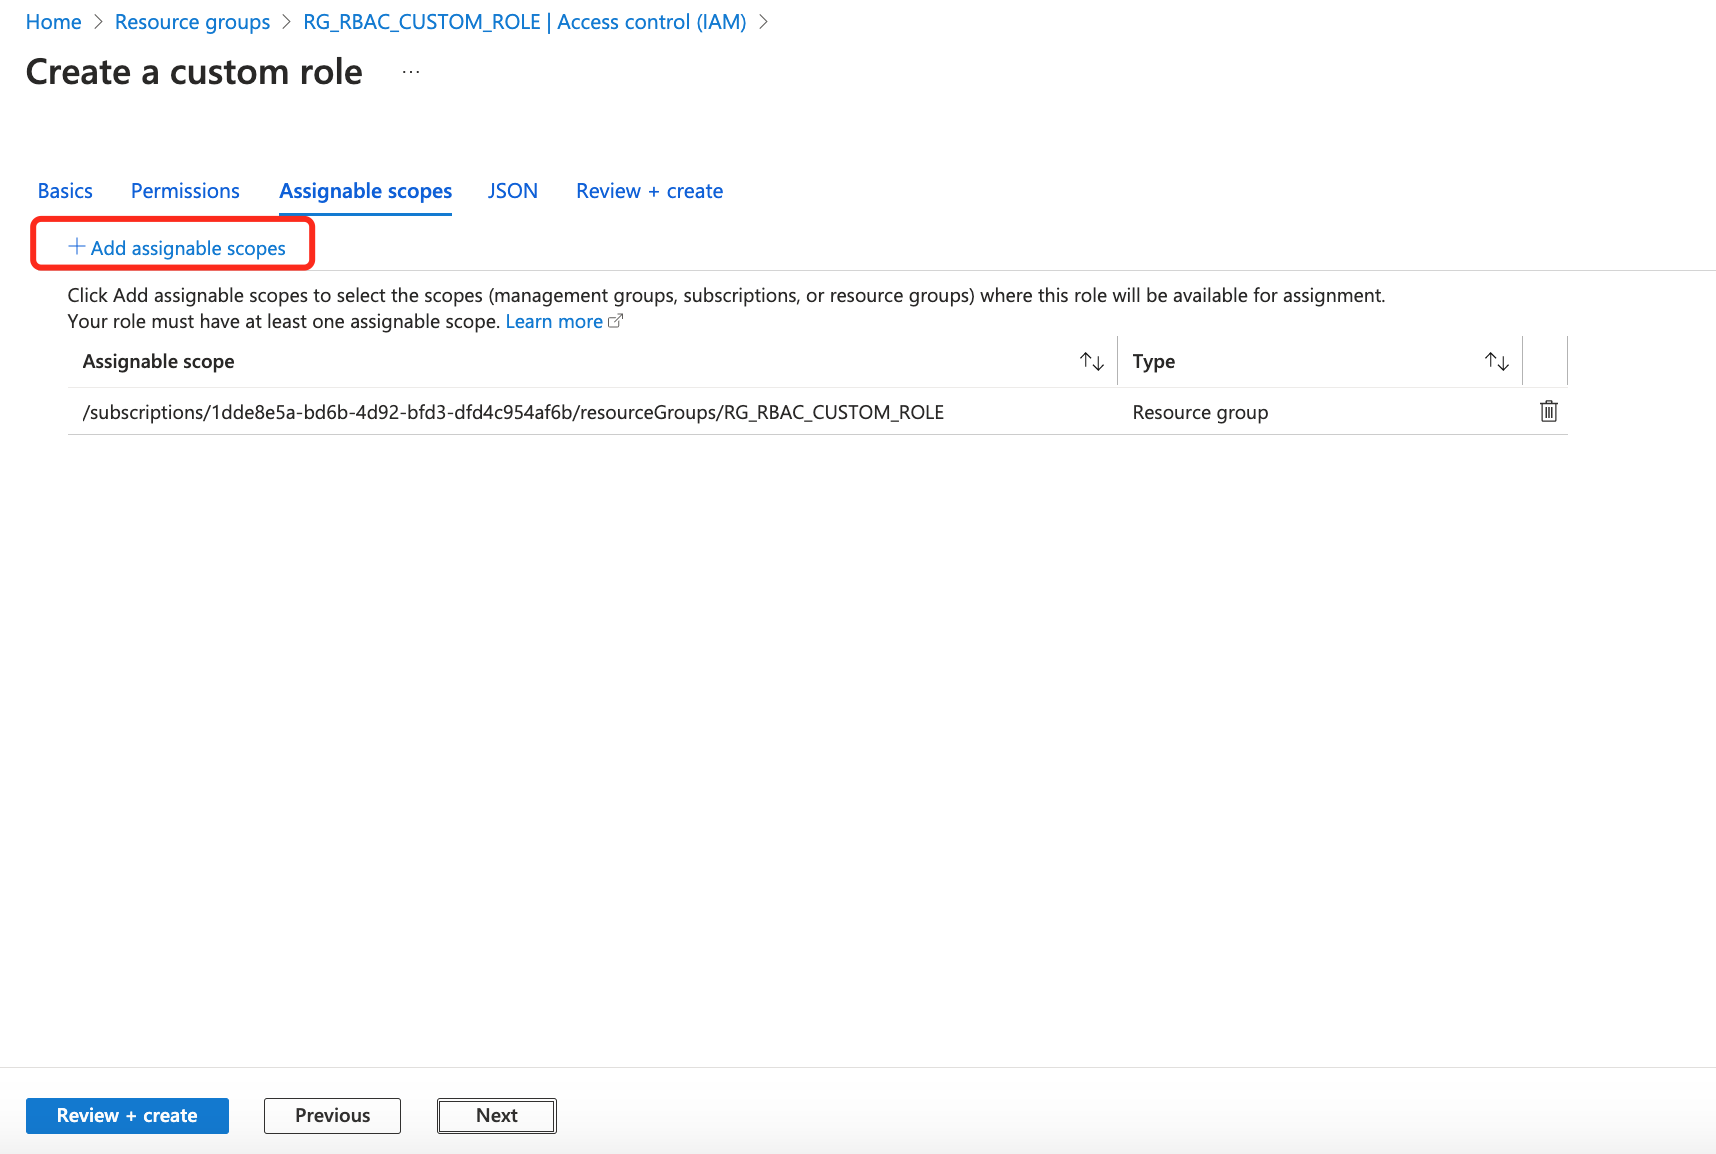 Home > Resource groups > RG_RBAC_CUSTOM_ROLE | Access control (IAM) >
Create a custom role ...
Basics Permissions Assignable scopes JSON Review + create
+ Add assignable scopes
Click Add assignable scopes to select the scopes (management groups, subscriptions, or resource groups) where this role will be available for assignment.
Your role must have at least one assignable scope. Learn more
Assignable scope Type
/subscriptions/1dde8e5a-bd6b-4d92-bfd3-dfd4c954af6b/resourceGroups/RG_RBAC_CUSTOM_ROLE Resource group
Review + create Previous Next